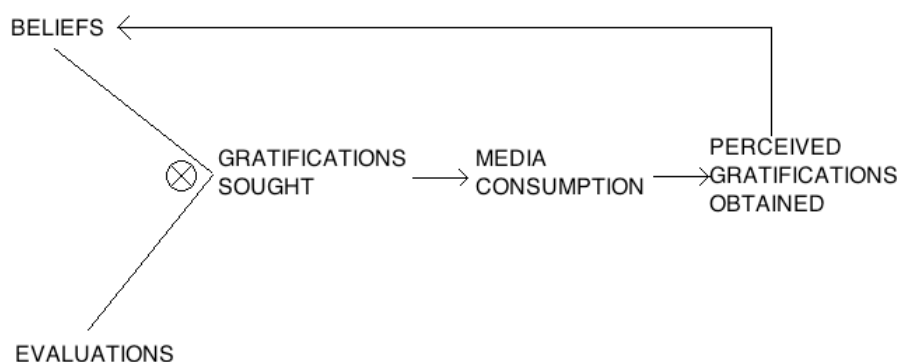 BELIEFS
GRATIFICATIONS
SOUGHT
MEDIA
CONSUMPTION
PERCEIVED
GRATIFICATIONS
OBTAINED
EVALUATIONS